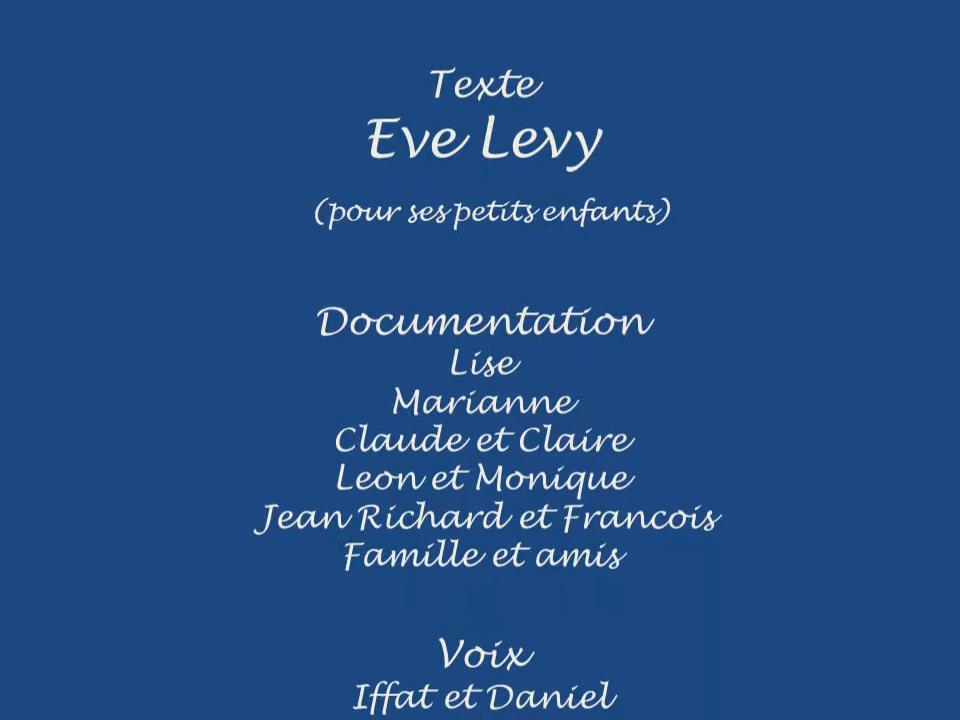 Texte
Eve Levy
(pour ses petits enfants)
Documentation
Lise
Marianne
Claude et Claire
Leon et Monique
Jean Richard et Francois
Famille et amis
Voix
Iffat et Daniel